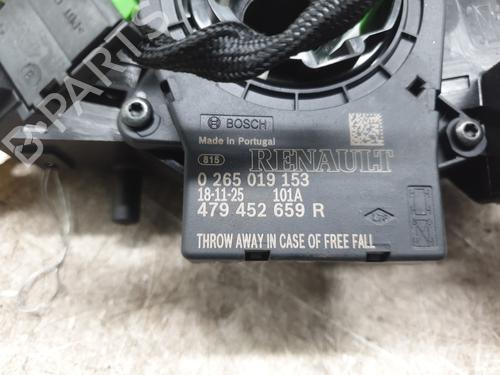 BOSCH
Made in Portugal
815 RENAULT
0 265 019 153
18-11-25 101A
479 452 659 R
THROW AWAY IN CASE OF FREE FALL
B-PARTS